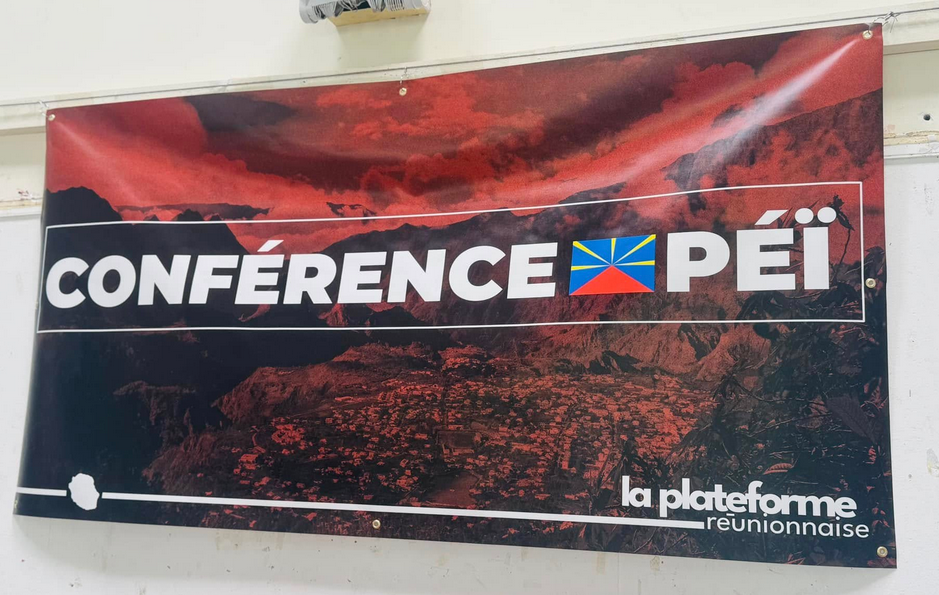 CONFÉRENCE PÉÏ
la plateforme
réunionnaise